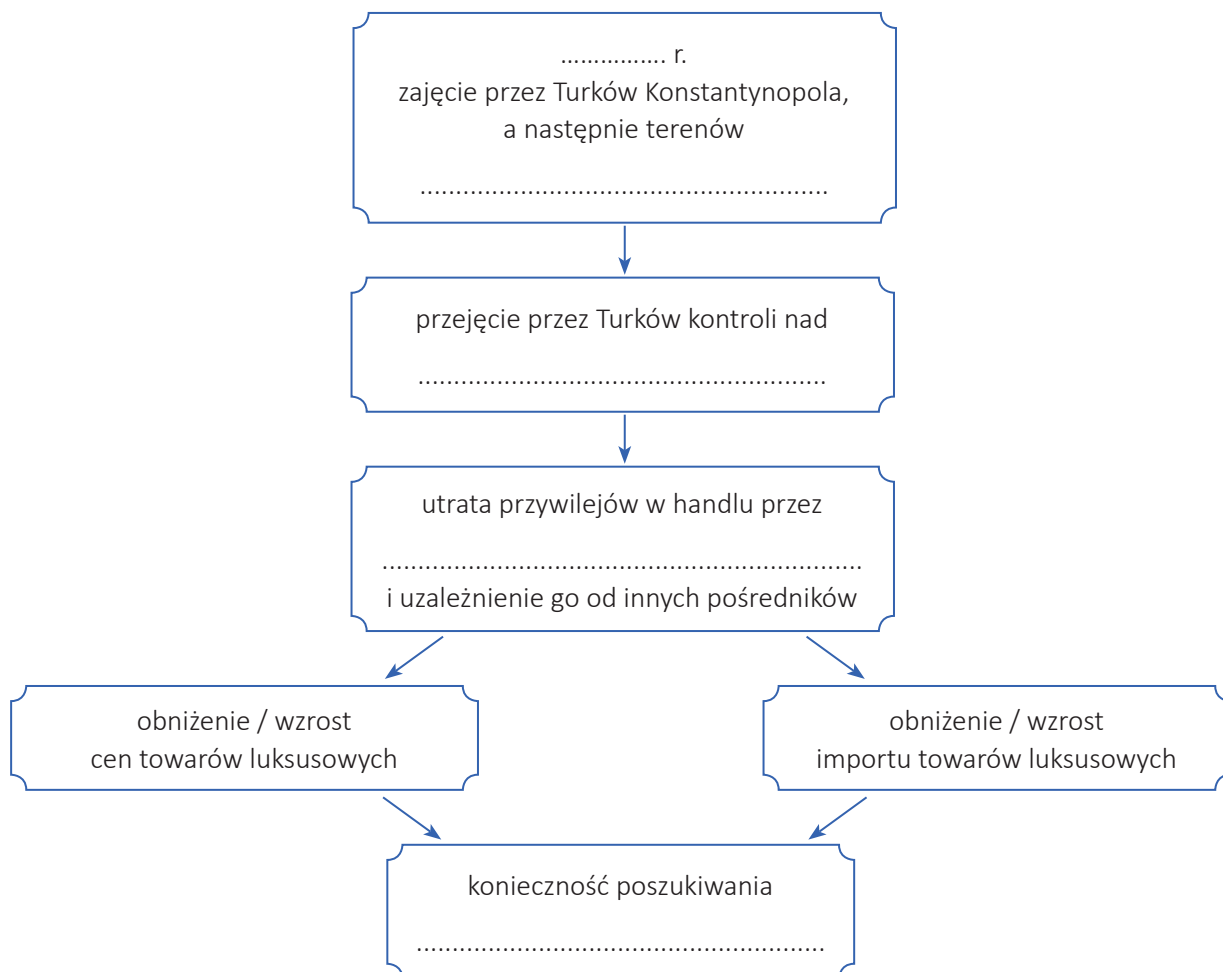 ............... r.
zajęcie przez Turków Konstantynopola,
a następnie terenów
.........................................................
przejęcie przez Turków kontroli nad
.........................................................
utrata przywilejów w handlu przez
...................................................................
i uzależnienie go od innych pośredników
obniżenie / wzrost
cen towarów luksusowych
obniżenie / wzrost
importu towarów luksusowych
konieczność poszukiwania
.........................................................